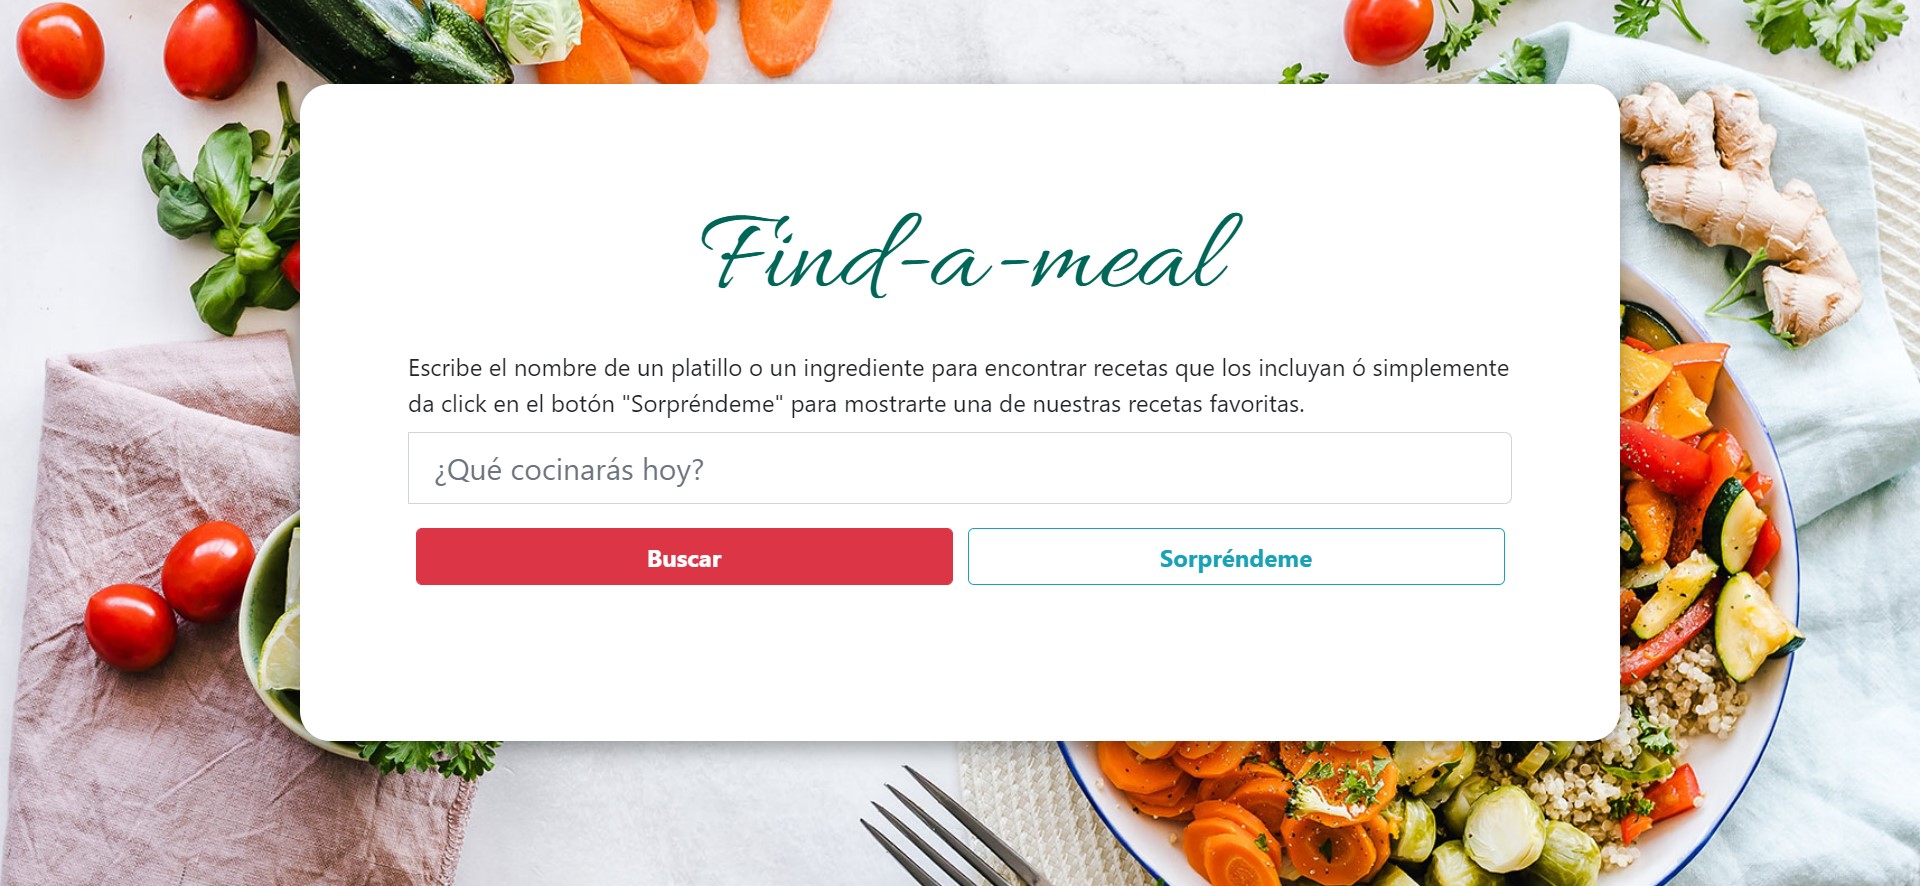 Find-a-meal
Escribe el nombre de un platillo o un ingrediente para encontrar recetas que los incluyan ó simplemente
da click en el botón "Sorpréndeme" para mostrarte una de nuestras recetas favoritas.
¿Qué cocinarás hoy?
Buscar
Sorpréndeme